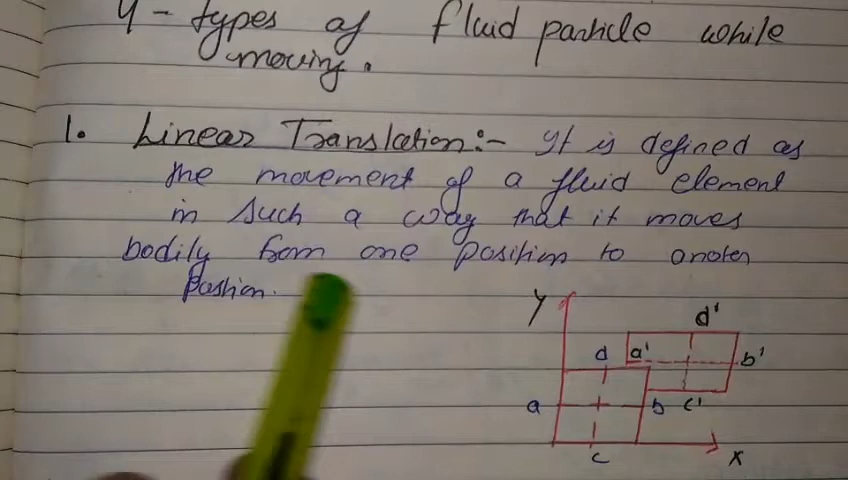 4 - types of fluid particle while
moving.
1. Linear Translation:- It is defined as
the movement of a fluid element
in such a way that it moves
bodily from one position to anoter
Postion.
y
d'
d a' b'
a b c'
c x